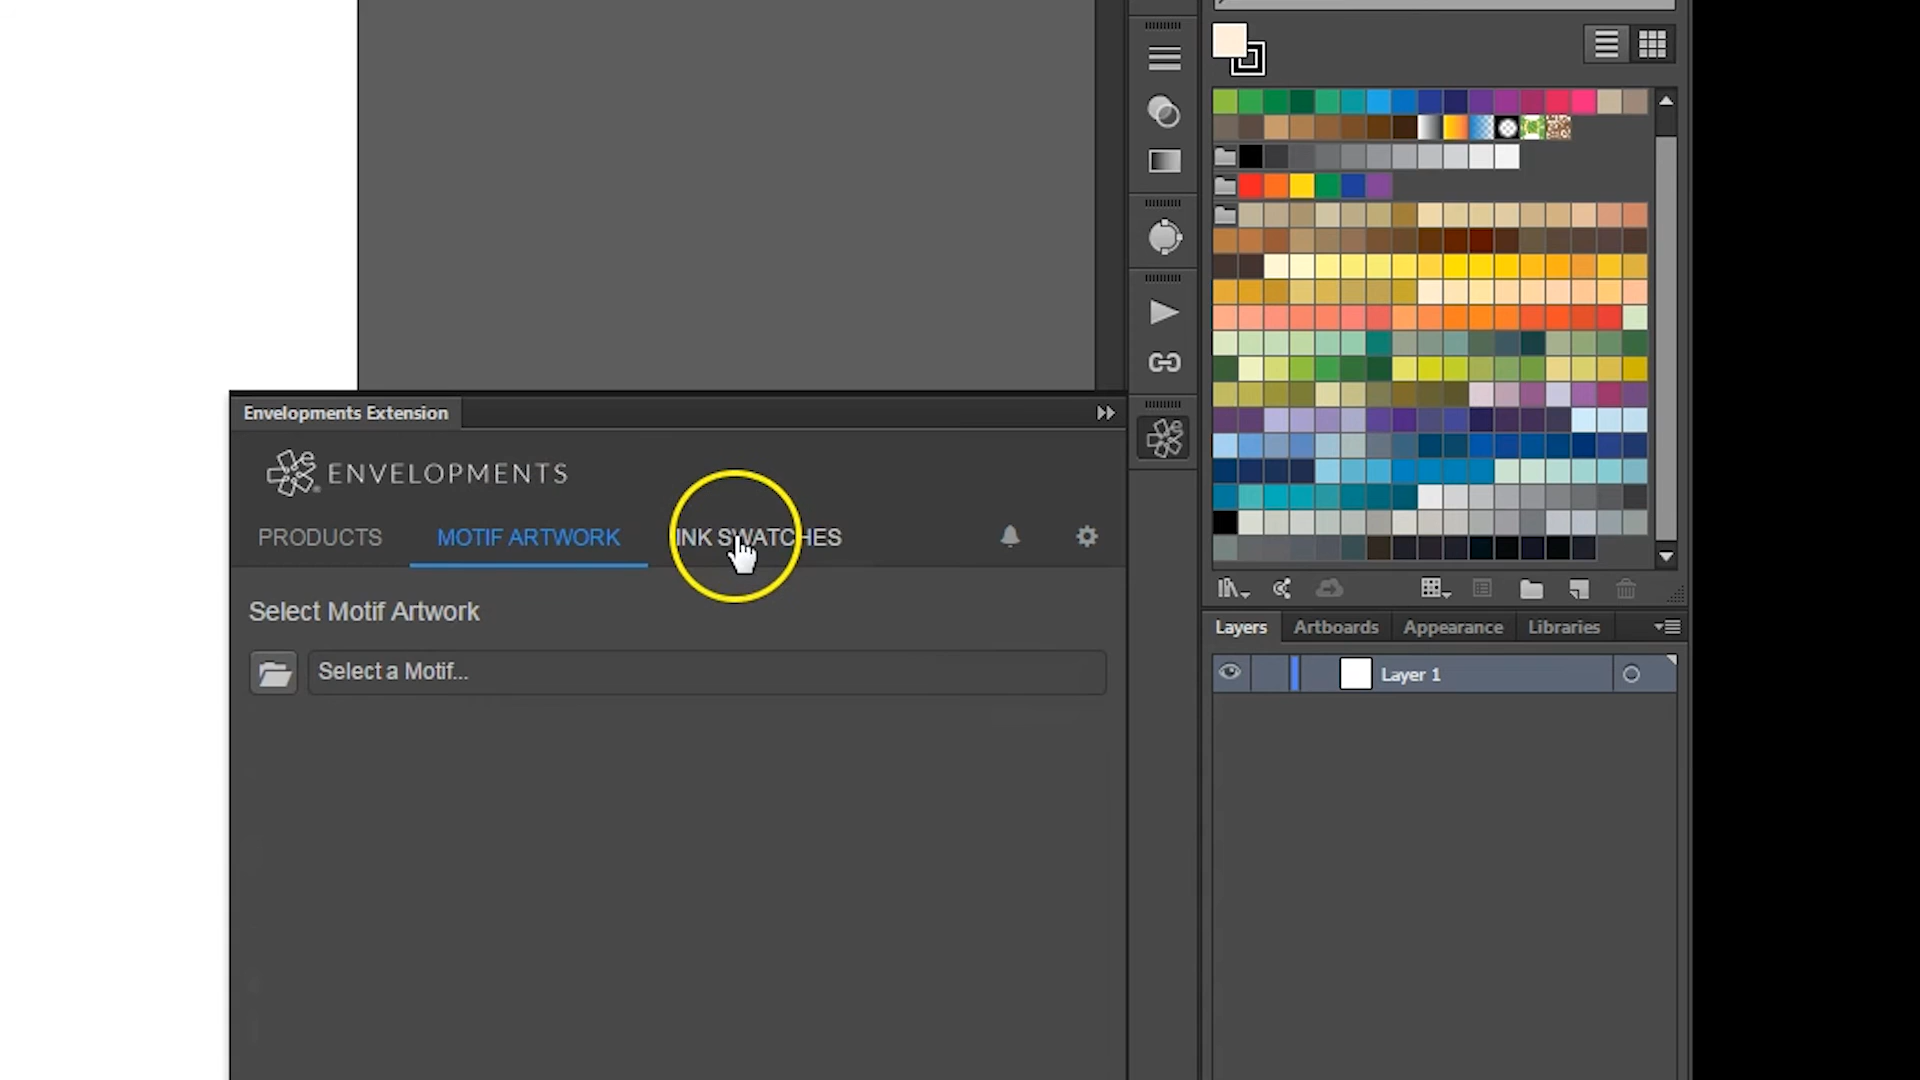 Envelopments Extension
ENVELOPMENTS
PRODUCTS
MOTIF ARTWORK
INK SWATCHES
Select Motif Artwork
Select a Motif...
Layers
Artboards
Appearance
Libraries
Layer 1